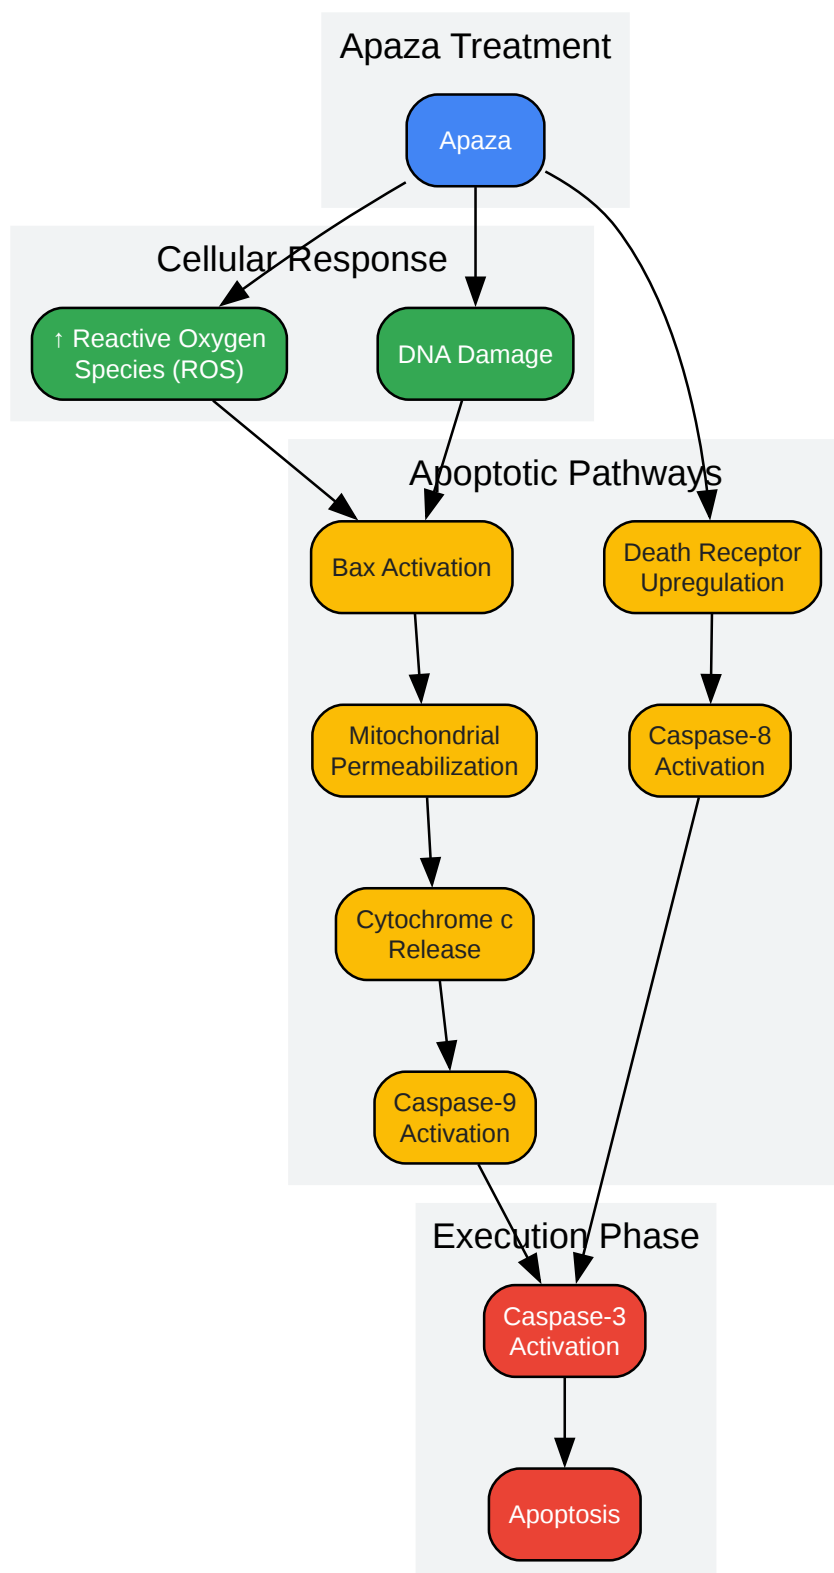 Apaza Treatment
Apaza
Cellular Response
↑ Reactive Oxygen
Species (ROS)
DNA Damage
Apoptotic Pathways
Bax Activation
Death Receptor
Upregulation
Mitochondrial
Permeabilization
Caspase-8
Activation
Cytochrome c
Release
Caspase-9
Activation
Execution Phase
Caspase-3
Activation
Apoptosis